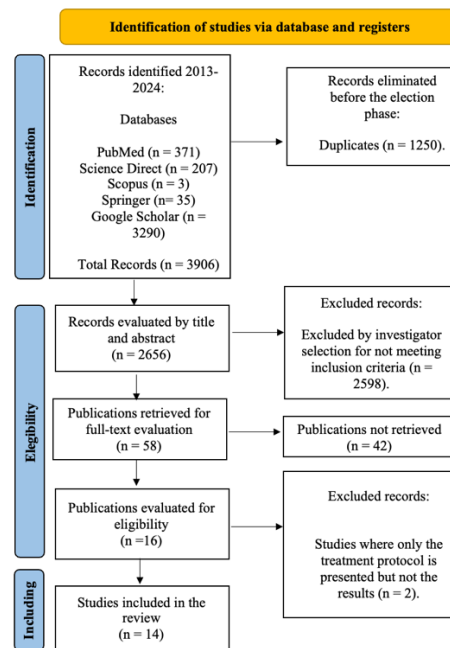 Identification of studies via database and registers
Identification
Records identified 2013-
2024:
Databases
PubMed (n = 371)
Science Direct (n = 207)
Scopus (n = 3)
Springer (n= 35)
Google Scholar (n =
3290)
Total Records (n = 3906)
Records eliminated
before the election
phase:
Duplicates (n = 1250).
Elegibility
Records evaluated by title
and abstract
(n = 2656)
Excluded records:
Excluded by investigator
selection for not meeting
inclusion criteria (n =
2598).
Publications retrieved for
full-text evaluation
(n = 58)
Publications not retrieved
(n = 42)
Publications evaluated for
eligibility
(n =16)
Excluded records:
Studies where only the
treatment protocol is
presented but not the
results (n = 2).
Including
Studies included in the
review
(n = 14)